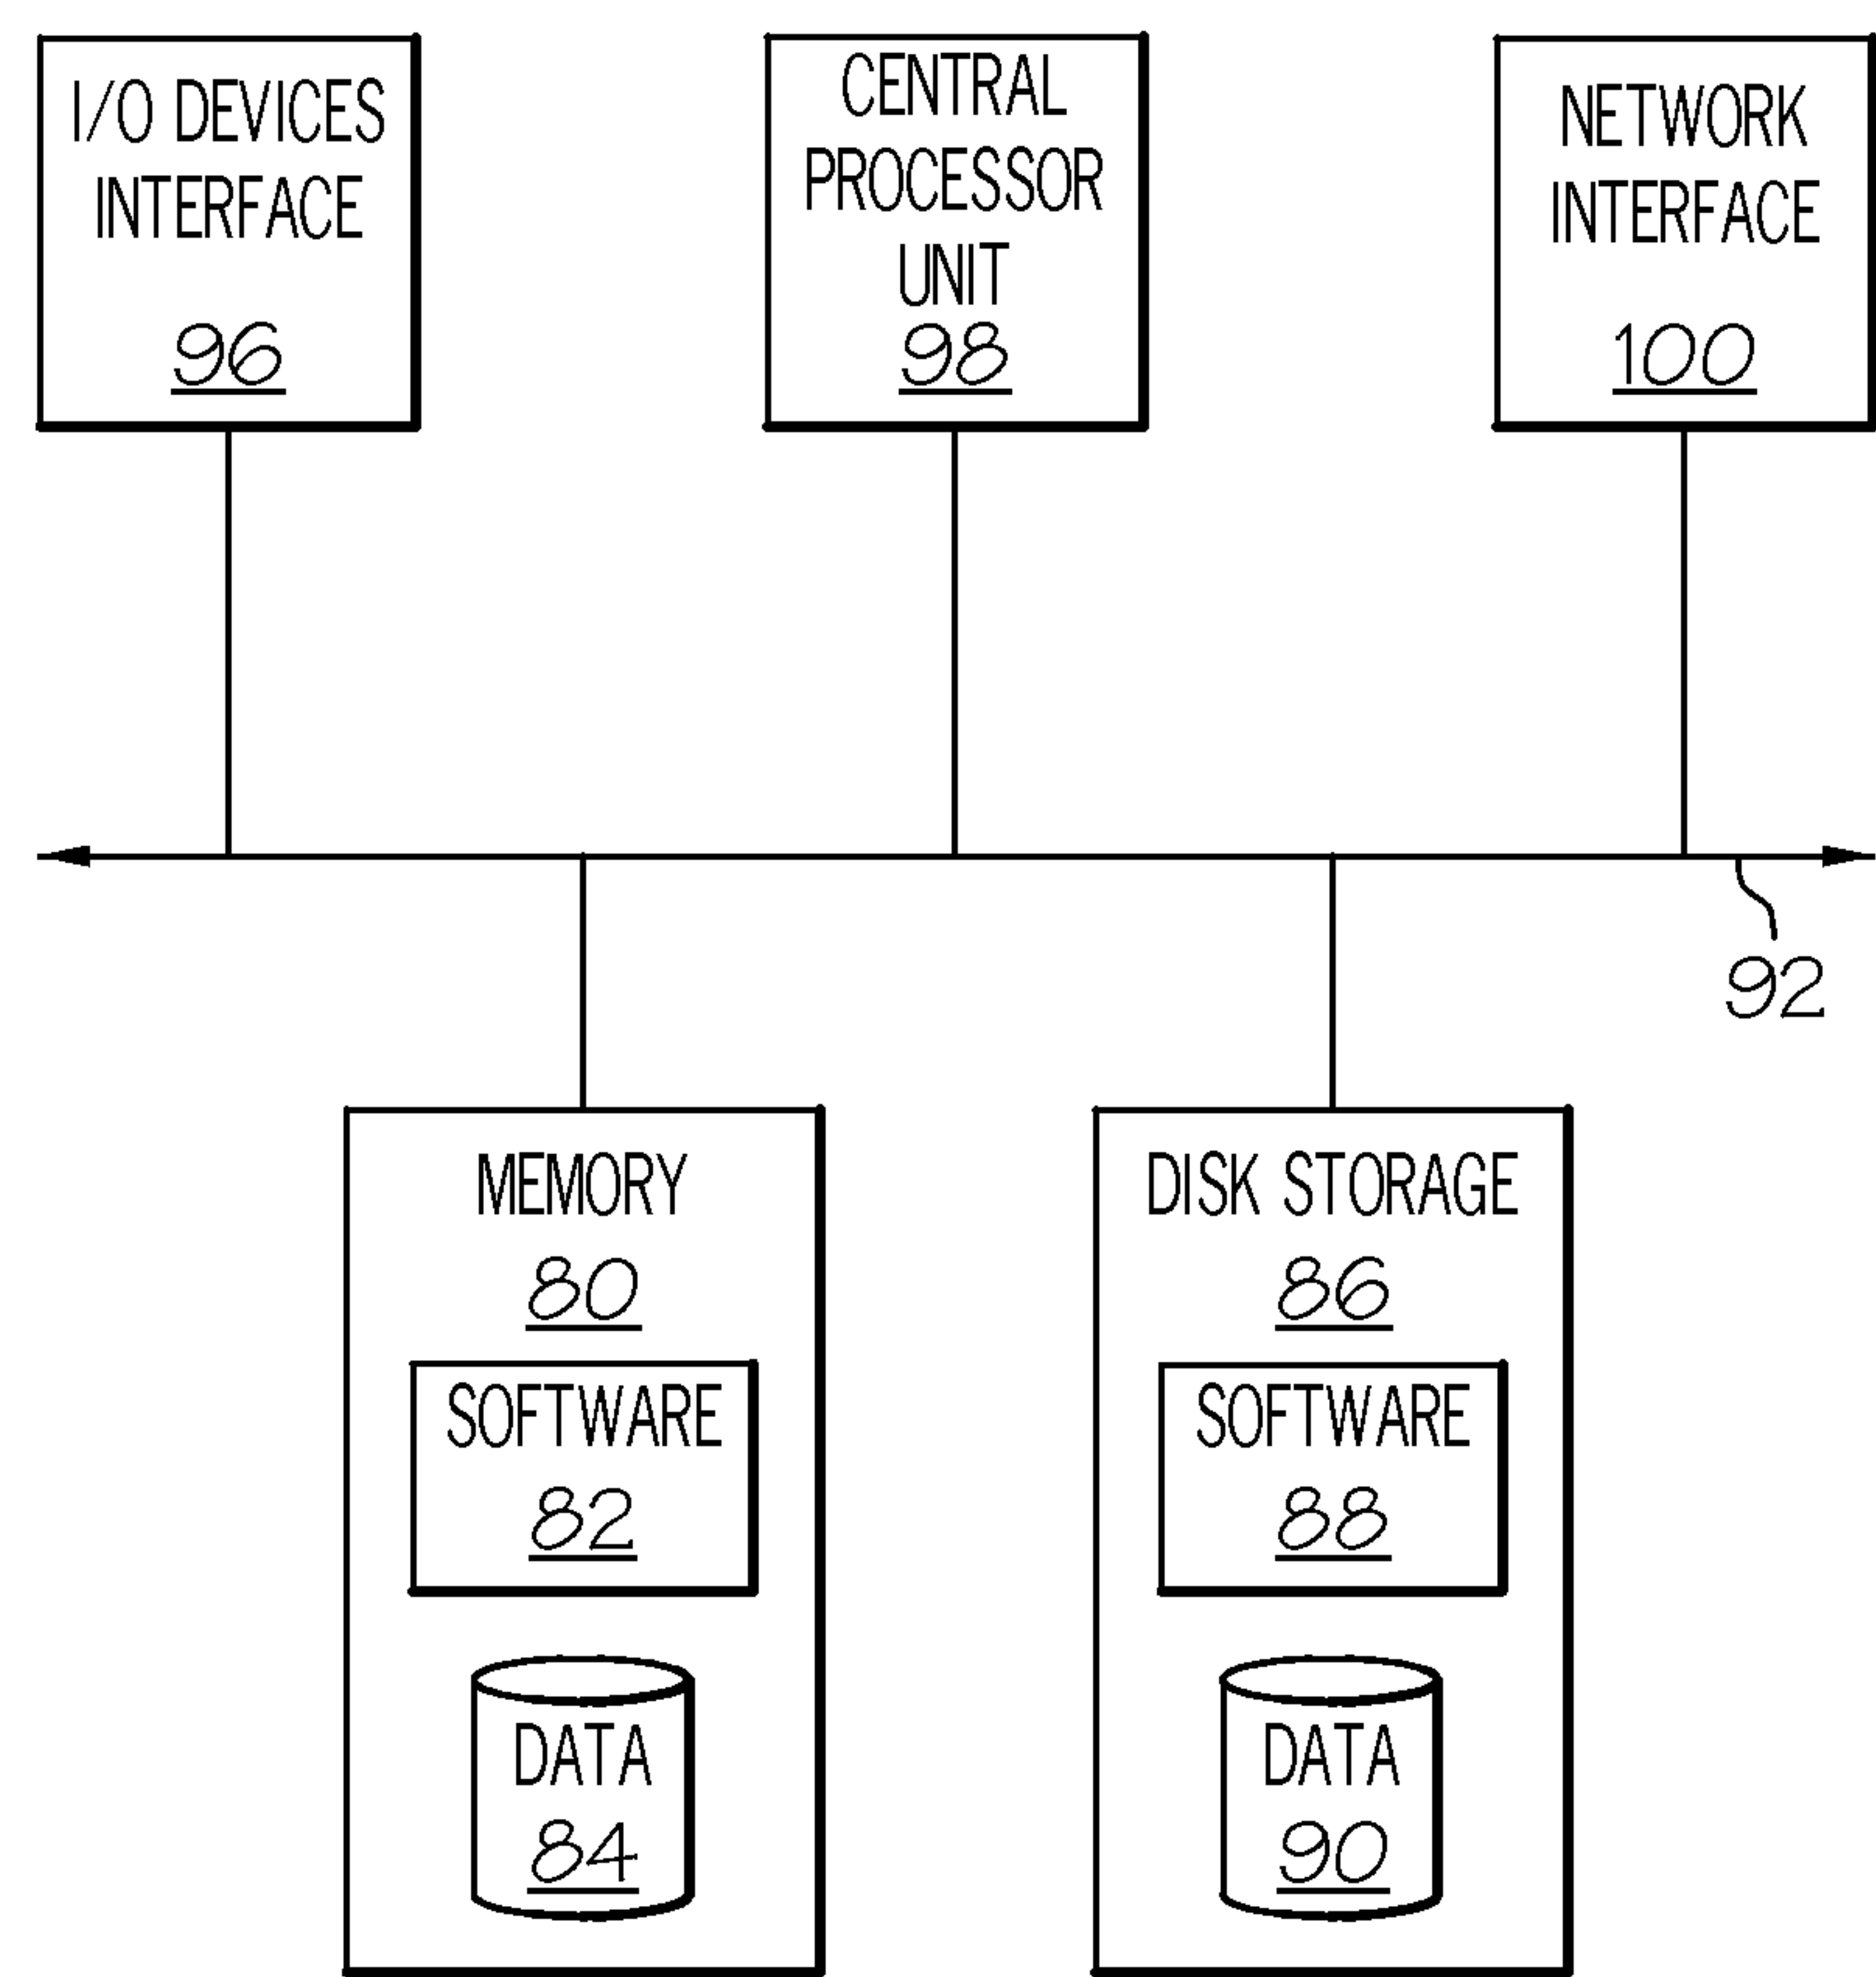 I/O DEVICES
INTERFACE
96
CENTRAL
PROCESSOR
UNIT
98
NETWORK
INTERFACE
100
92
MEMORY
80
SOFTWARE
82
DATA
84
DISK STORAGE
86
SOFTWARE
88
DATA
90